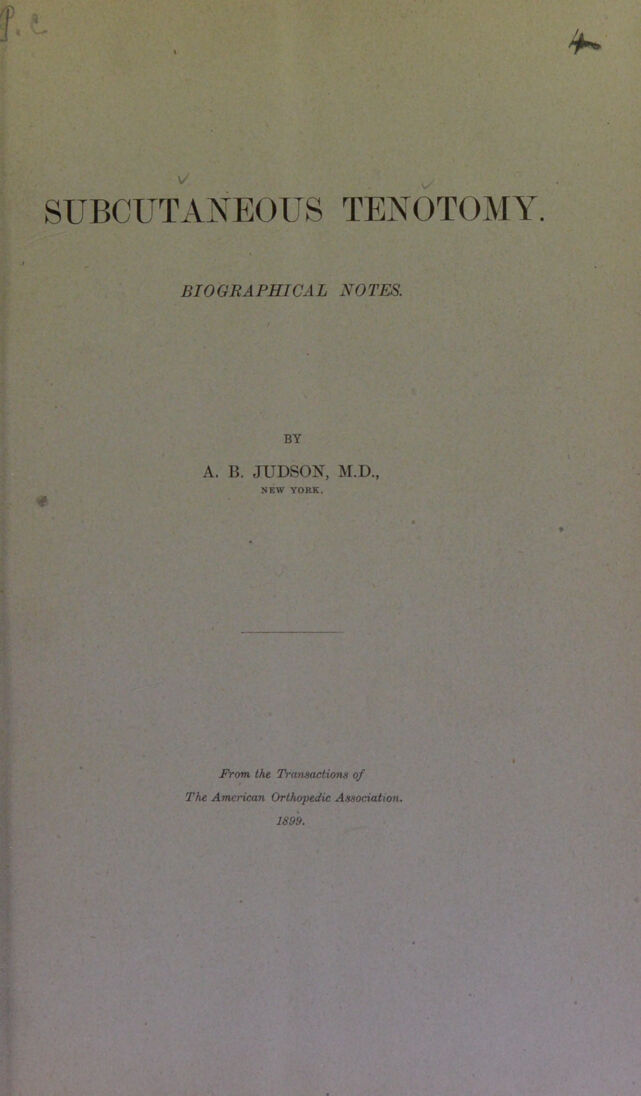 SUBCUTANEOUS TENOTOMY.
BIOGRAPHICAL NOTES.
BY
A. B. JUDSON, M.D.,
NEW YORK.
From the Transactions of
The American Orthopedic Association.
1899.